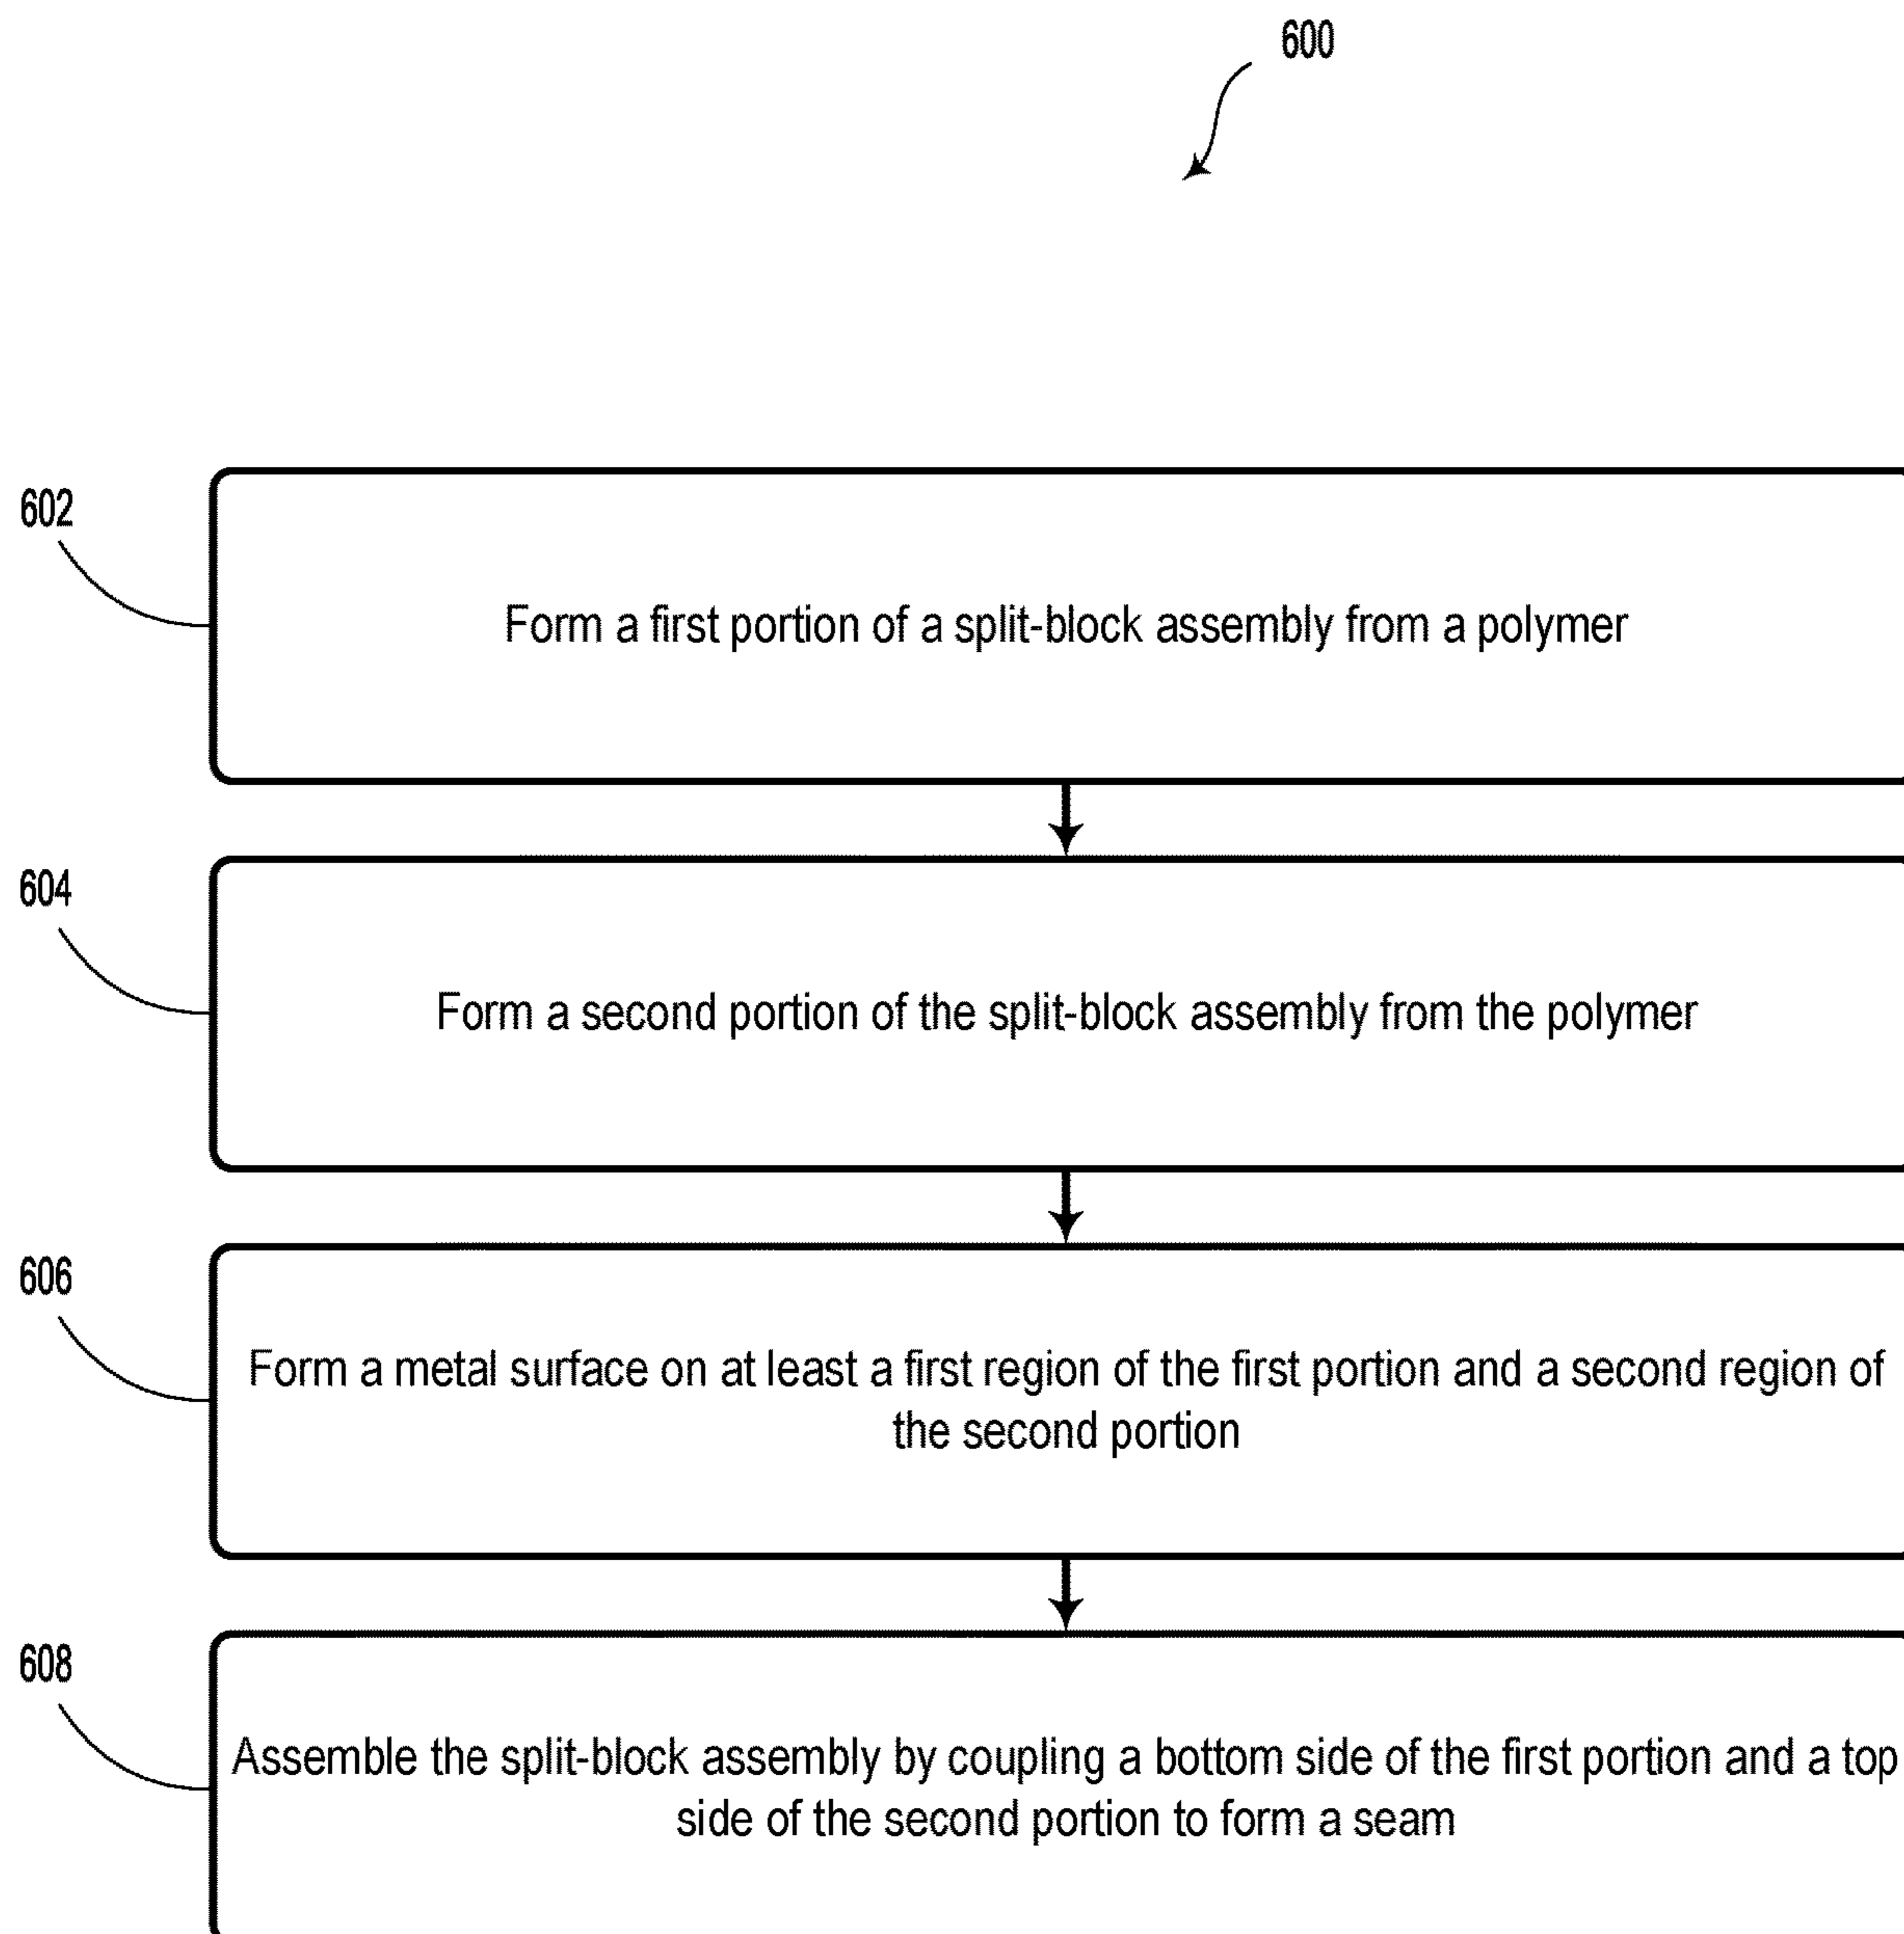 600
602
Form a first portion of a split-block assembly from a polymer
604
Form a second portion of the split-block assembly from the polymer
606
Form a metal surface on at least a first region of the first portion and a second region of
the second portion
608
Assemble the split-block assembly by coupling a bottom side of the first portion and a top
side of the second portion to form a seam